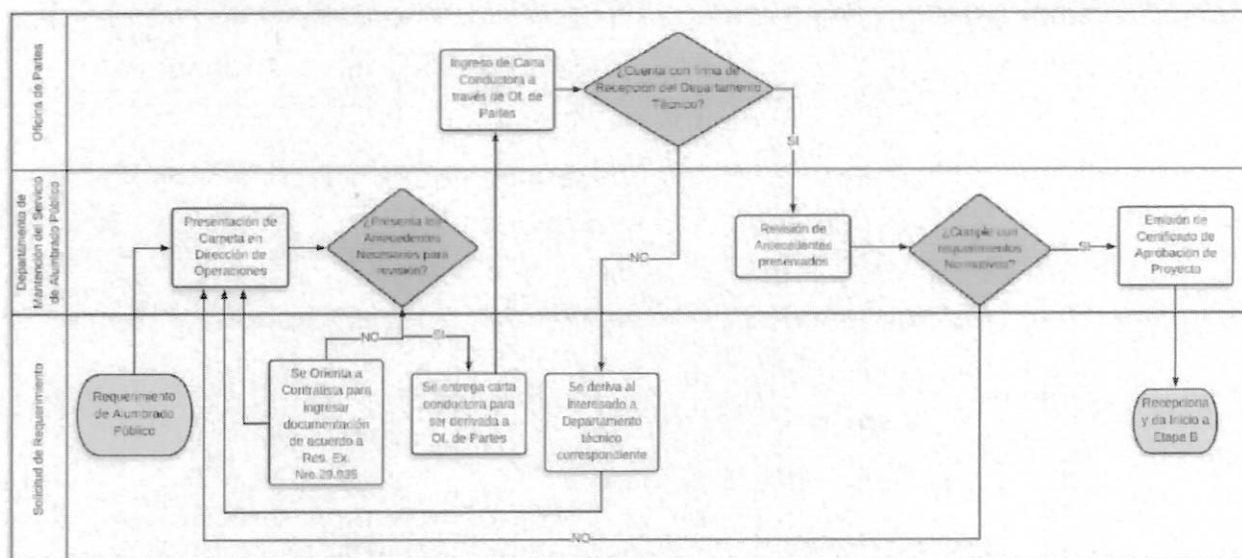 Oficina de Partes
Ingreso de Carta
Conductora a
través de Of. de
Partes
¿Cuenta con firma de
Recepción del Departamento
Técnico?
SI
NO
Departamento de
Mantención del Servicio
de Alumbrado Público
Presentación de
Carpeta en
Dirección de
Operaciones
¿Presenta los
Antecedentes
Necesarios para
revisión?
Revisión de
Antecedentes
presentados
¿Cumple con
requerimientos
Normativos?
SI
Emisión de
Certificado de
Aprobación de
Proyecto
Solicitud de Requerimiento
Requerimiento
de Alumbrado
Público
NO
SI
Se Orienta a
Contratista para
ingresar
documentación
de acuerdo a
Res. Ex.
Nro.29.935
Se entrega carta
conductora para
ser derivada a
Of. de Partes
Se deriva al
Interesado a
Departamento
técnico
correspondiente
Recepciona
y da Inicio a
Etapa B
NO